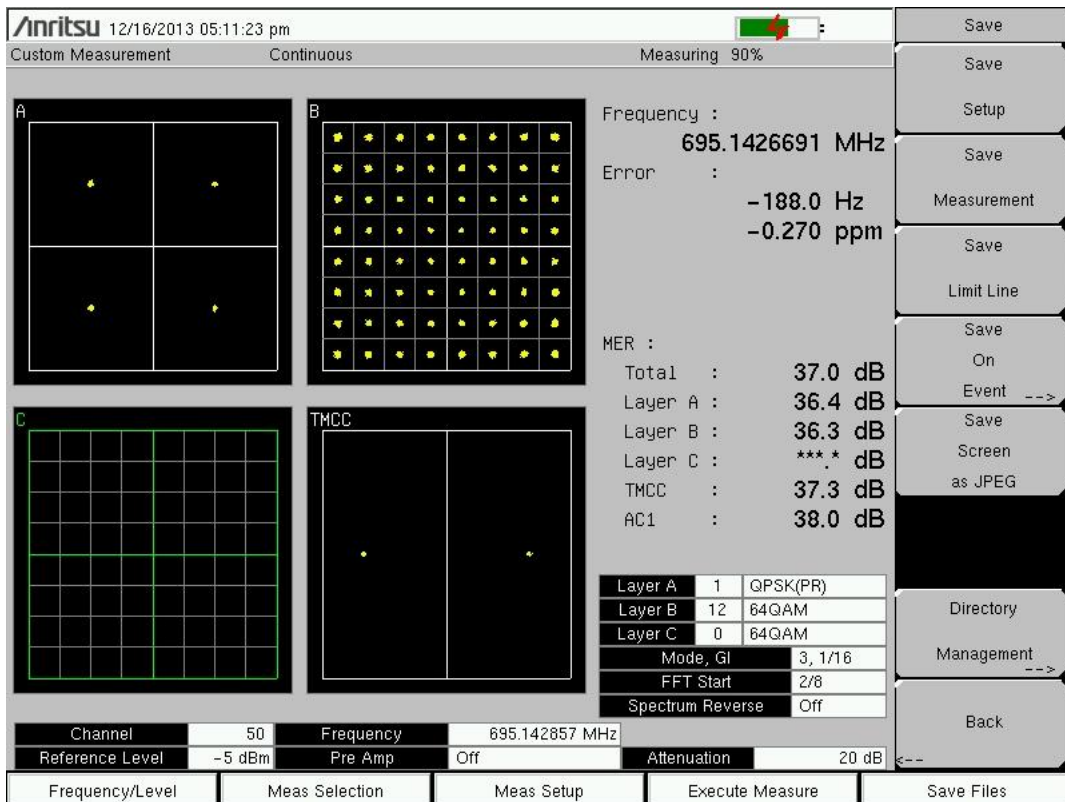 Anritsu 12/16/2013 05:11:23 pm
Custom Measurement Continuous Measuring 90%
A
B
C
TMCC
Frequency :
695.1426691 MHz
Error :
-188.0 Hz
-0.270 ppm
MER :
Total : 37.0 dB
Layer A : 36.4 dB
Layer B : 36.3 dB
Layer C : ***.* dB
TMCC : 37.3 dB
AC1 : 38.0 dB
Layer A 1 QPSK(PR)
Layer B 12 64QAM
Layer C 0 64QAM
Mode, GI 3, 1/16
FFT Start 2/8
Spectrum Reverse Off
Channel 50 Frequency 695.142857 MHz
Reference Level -5 dBm Pre Amp Off Attenuation 20 dB
Save
Save
Setup
Save
Measurement
Save
Limit Line
Save
On
Event -->
Save
Screen
as JPEG
Directory
Management
-->
Back
<--
Frequency/Level Meas Selection Meas Setup Execute Measure Save Files